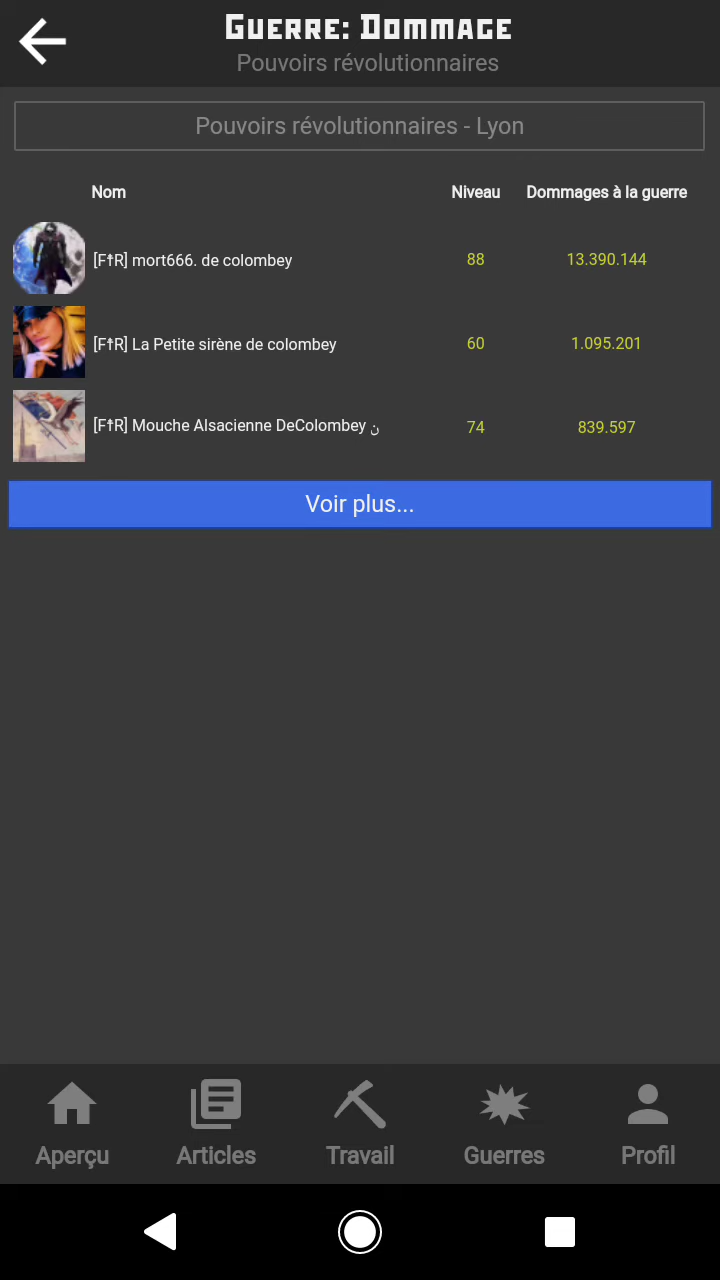 Guerre: Dommage
Pouvoirs révolutionnaires
Pouvoirs révolutionnaires - Lyon
Nom Niveau Dommages à la guerre
[F☨R] mort666. de colombey 88 13.390.144
[F☨R] La Petite sirène de colombey 60 1.095.201
[F☨R] Mouche Alsacienne DeColombey ن 74 839.597
Voir plus...
Aperçu Articles Travail Guerres Profil